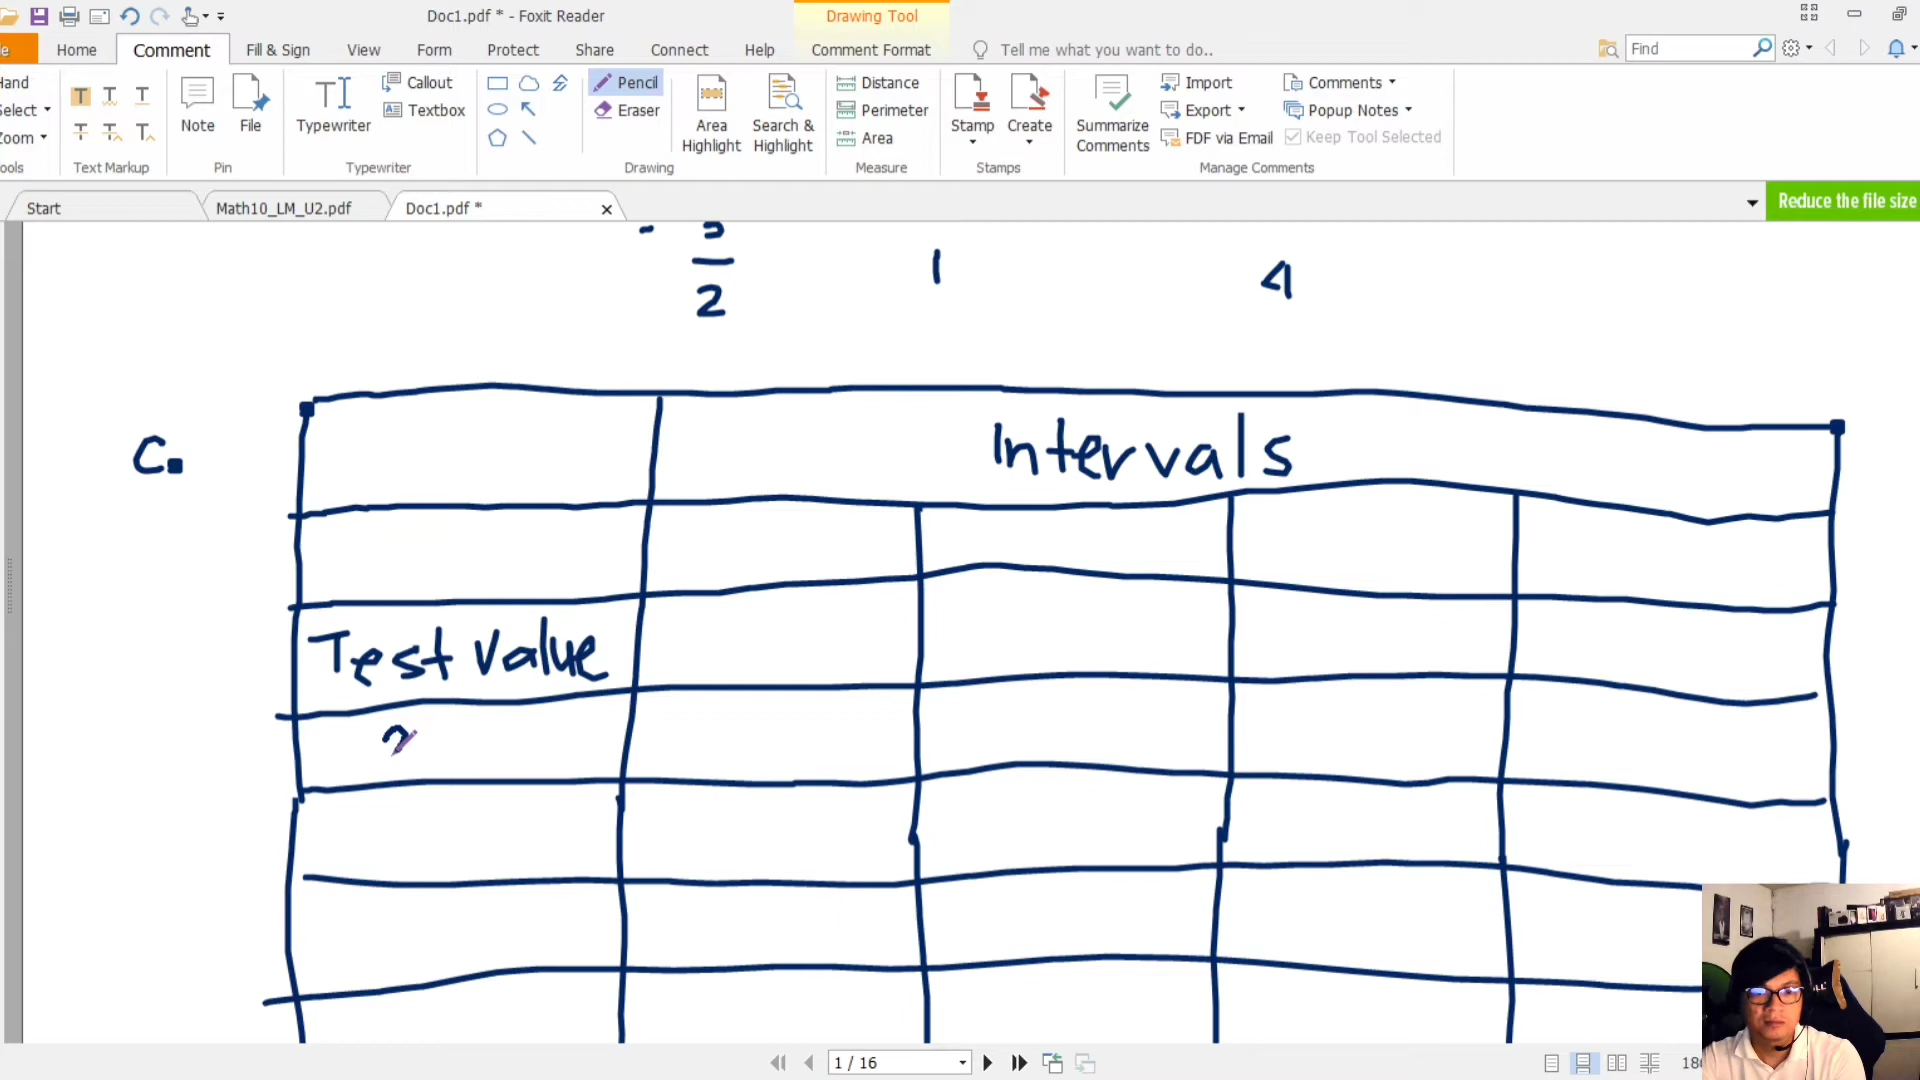 Doc1.pdf * - Foxit Reader
Drawing Tool
Home Comment Fill & Sign View Form Protect Share Connect Help Comment Format Tell me what you want to do.. Find
Hand
Select
Zoom
Note File Typewriter Callout Textbox
Pencil
Eraser
Area Highlight Search & Highlight
Distance
Perimeter
Area
Stamp Create
Summarize Comments
Import
Export
FDF via Email
Comments
Popup Notes
Keep Tool Selected
Text Markup Pin Typewriter Drawing Measure Stamps Manage Comments
Start Math10_LM_U2.pdf Doc1.pdf * Reduce the file size
2
1
4
C.
Intervals
Test Value
1 / 16